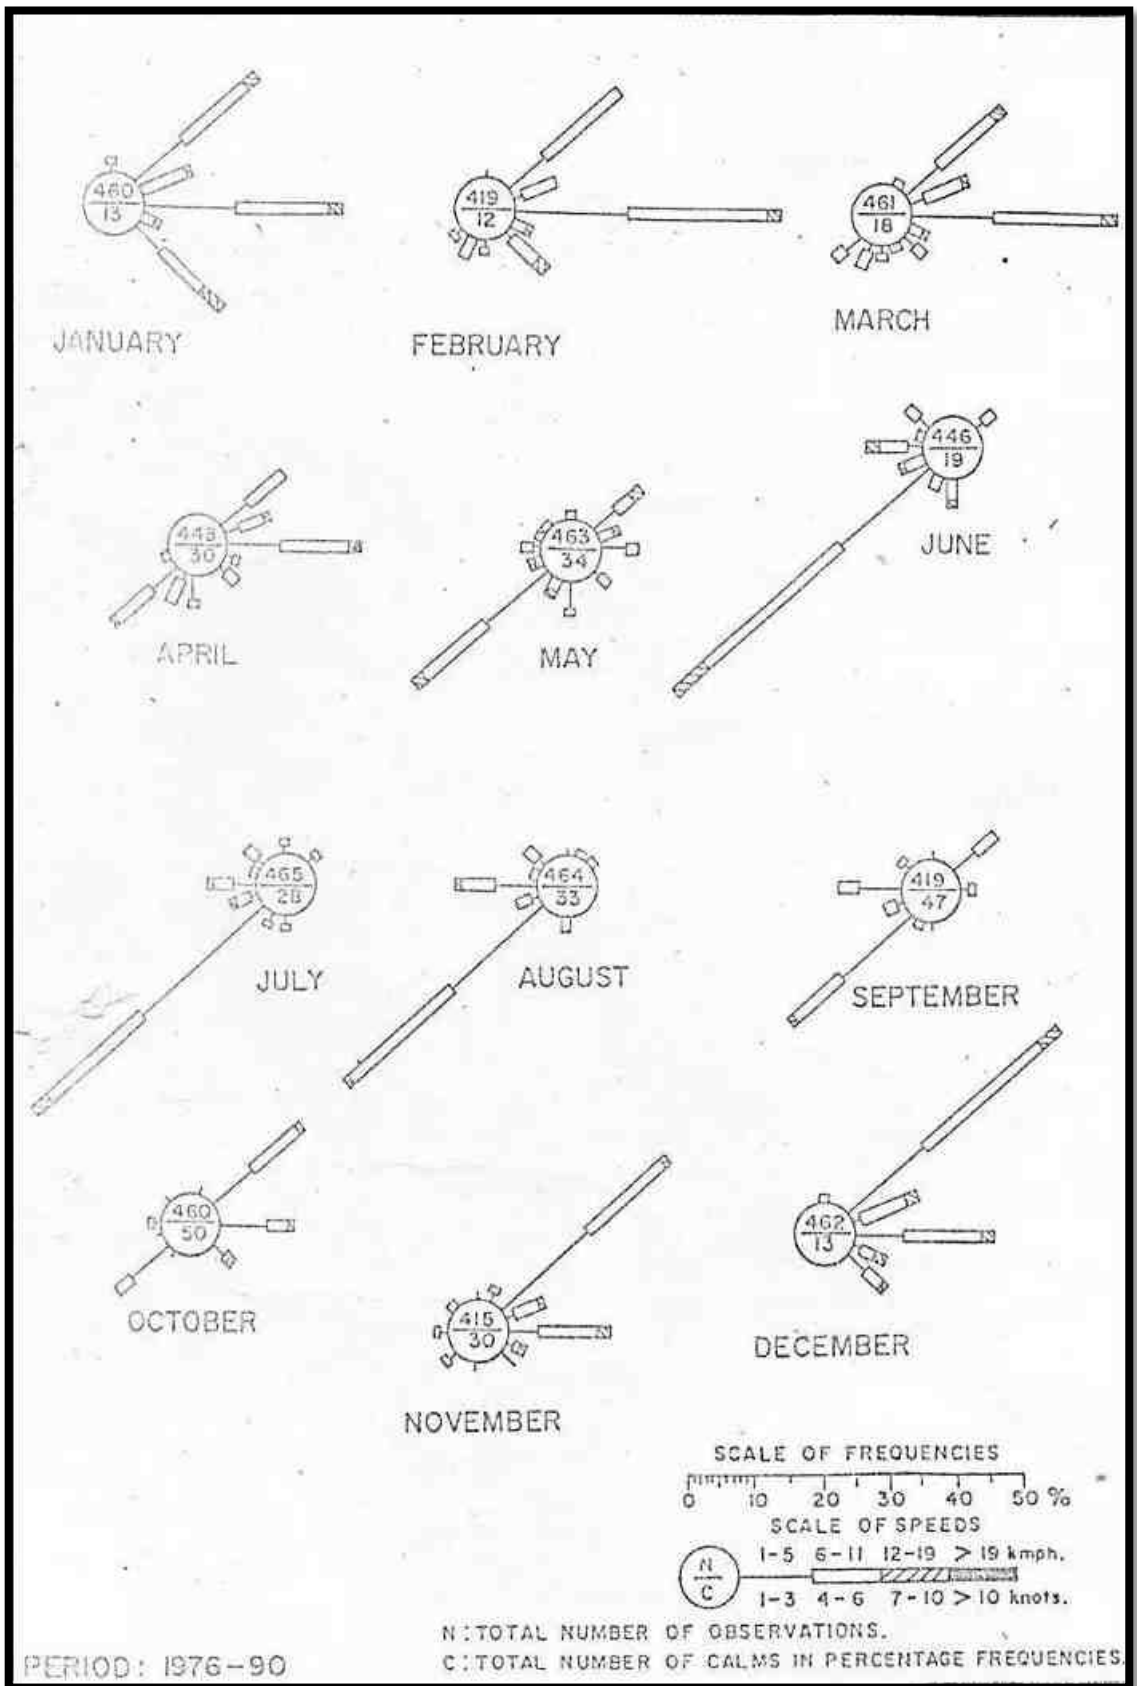 460
13
JANUARY
419
12
FEBRUARY
461
18
MARCH
443
30
APRIL
463
34
MAY
446
19
JUNE
465
28
JULY
464
33
AUGUST
419
47
SEPTEMBER
460
50
OCTOBER
415
30
NOVEMBER
462
13
DECEMBER
SCALE OF FREQUENCIES
0 10 20 30 40 50 %
SCALE OF SPEEDS
1-5 6-11 12-19 > 19 kmph.
N
C
1-3 4-6 7-10 > 10 knots.
N : TOTAL NUMBER OF OBSERVATIONS.
PERIOD : 1976-90
C : TOTAL NUMBER OF CALMS IN PERCENTAGE FREQUENCIES.